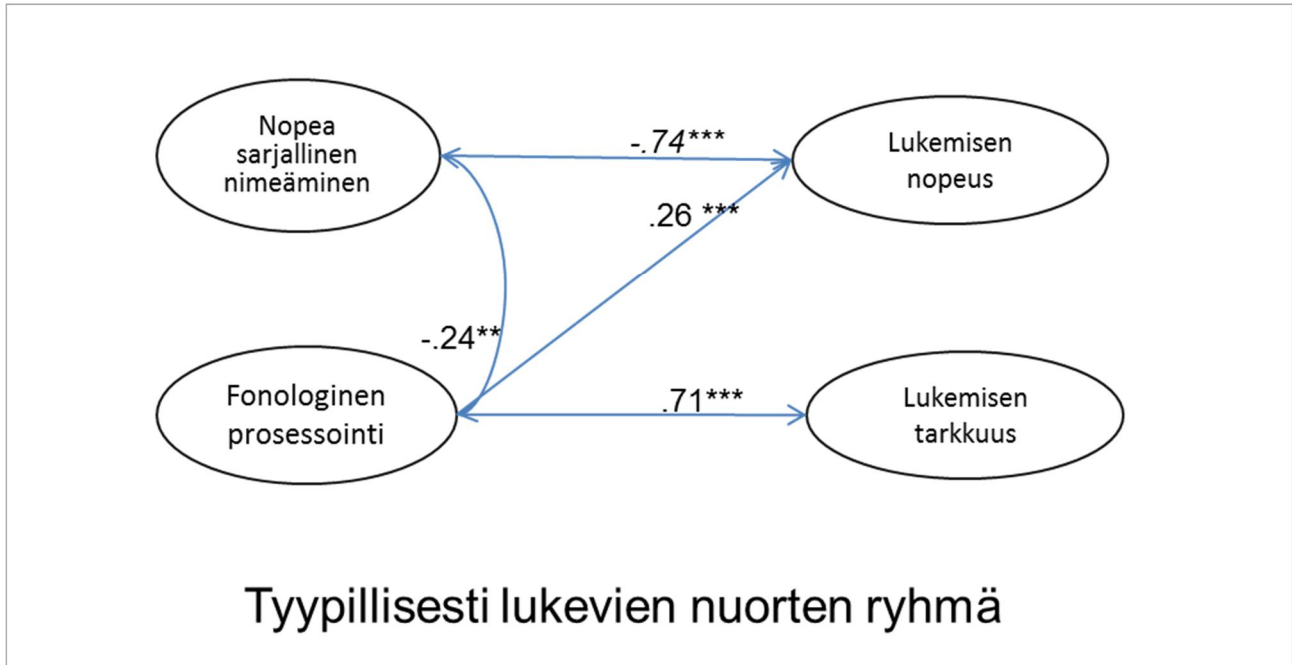 Nopea
sarjallinen
nimeäminen
-.74***
Lukemisen
nopeus
.26 ***
-.24**
Fonologinen
prosessointi
.71***
Lukemisen
tarkkuus
Tyypillisesti lukevien nuorten ryhmä